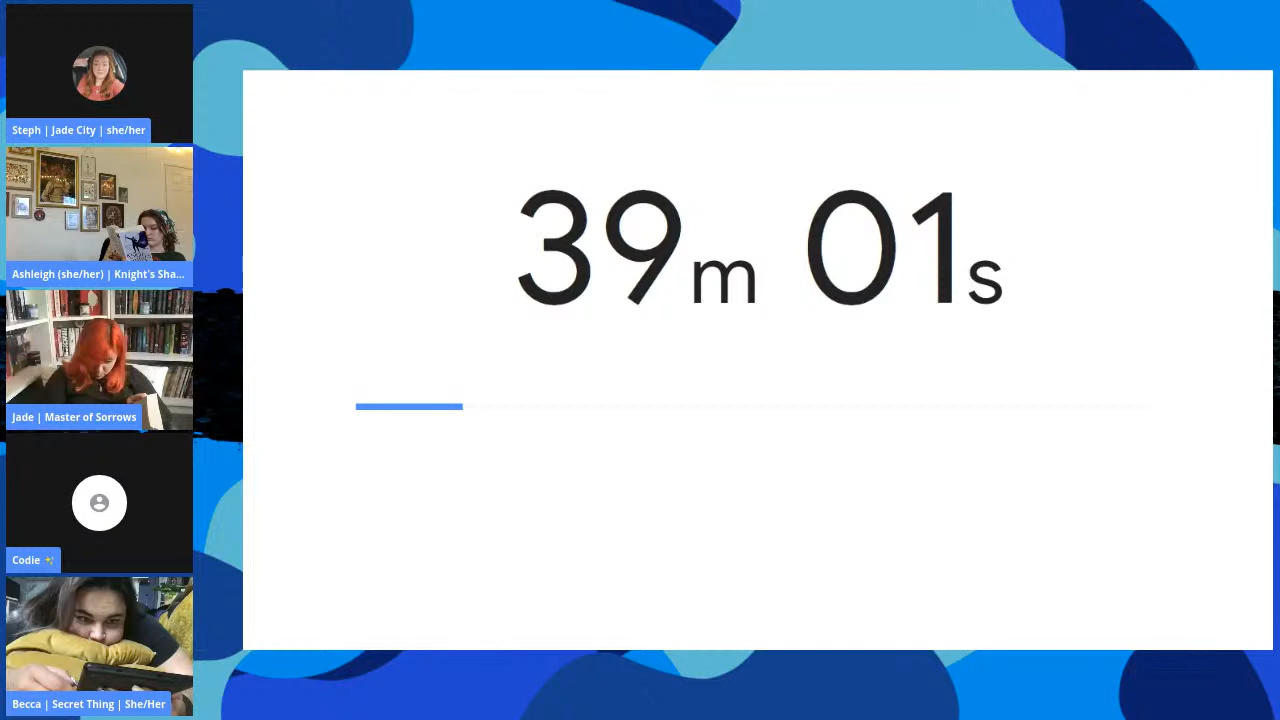 Steph | Jade City | she/her
Ashleigh (she/her) | Knight's Sha...
Jade | Master of Sorrows
Codie ✨
Becca | Secret Thing | She/Her
39m 01s